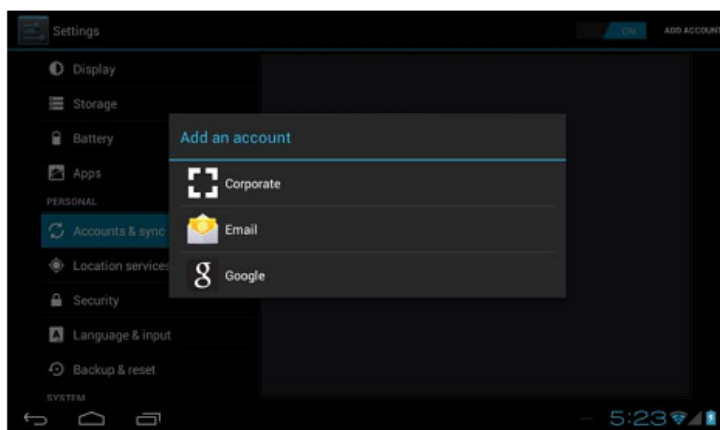 Settings
ON
ADD ACCOUNT
Display
Storage
Battery
Apps
PERSONAL
Accounts & sync
Location services
Security
Language & input
Backup & reset
SYSTEM
Add an account
Corporate
Email
Google
5:23